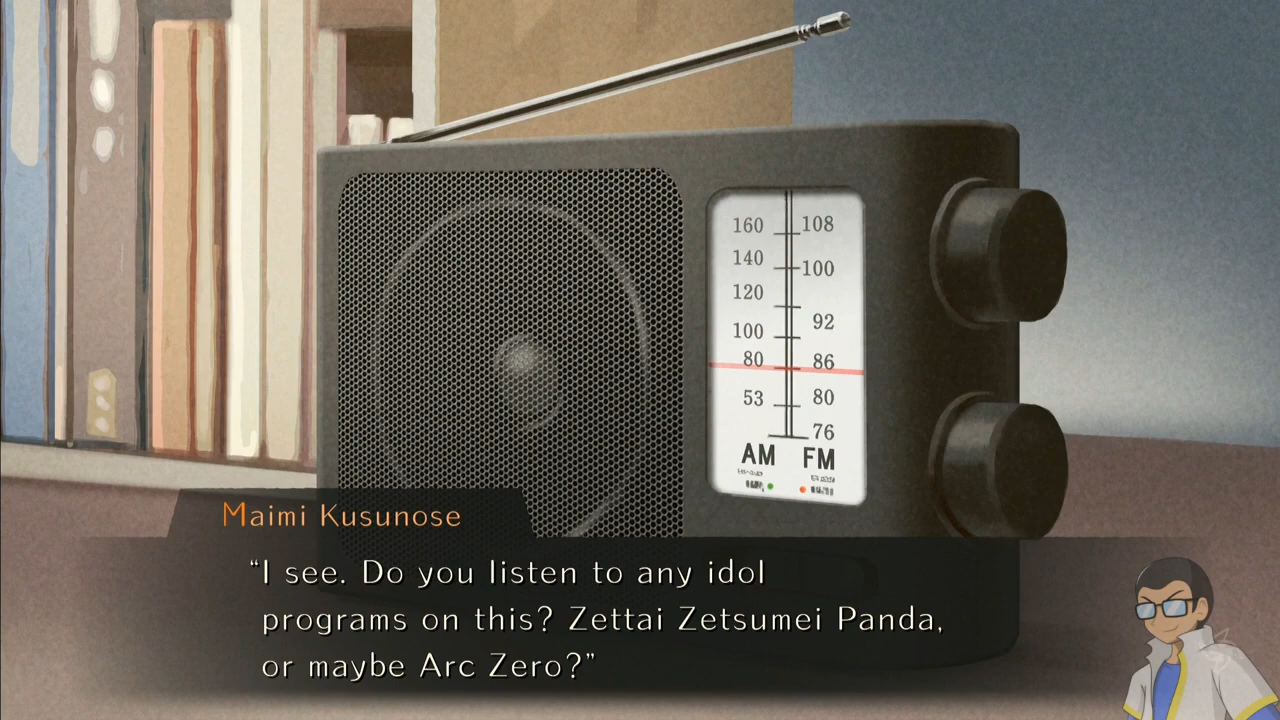 160 108
140 100
120
92
100
80 86
53 80
76
AM FM
Maimi Kusunose
“I see. Do you listen to any idol
programs on this? Zettai Zetsumei Panda,
or maybe Arc Zero?”